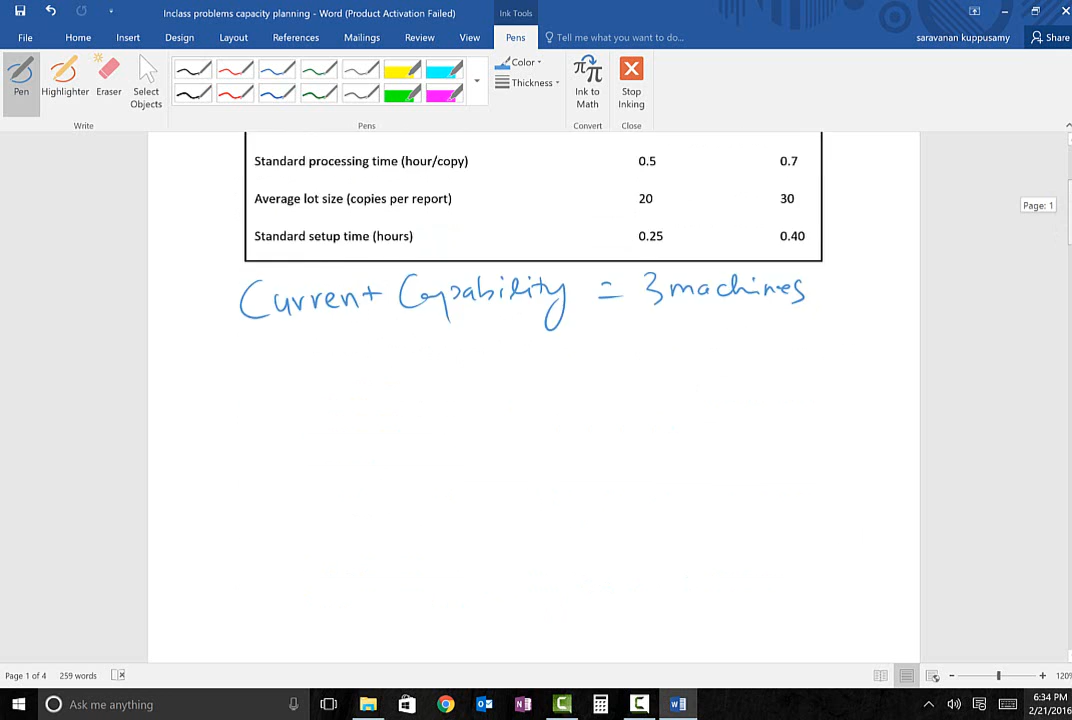 Inclass problems capacity planning - Word (Product Activation Failed)
Ink Tools
File Home Insert Design Layout References Mailings Review View Pens Tell me what you want to do... saravanan kuppusamy Share
Pen Highlighter Eraser Select Objects
Color
Thickness
Ink to Math
Stop Inking
Write Pens Convert Close
Standard processing time (hour/copy) 0.5 0.7
Page: 1
Average lot size (copies per report) 20 30
Standard setup time (hours) 0.25 0.40
Current Capability = 3 machines
Page 1 of 4 259 words 120%
Ask me anything
6:34 PM
2/21/2016